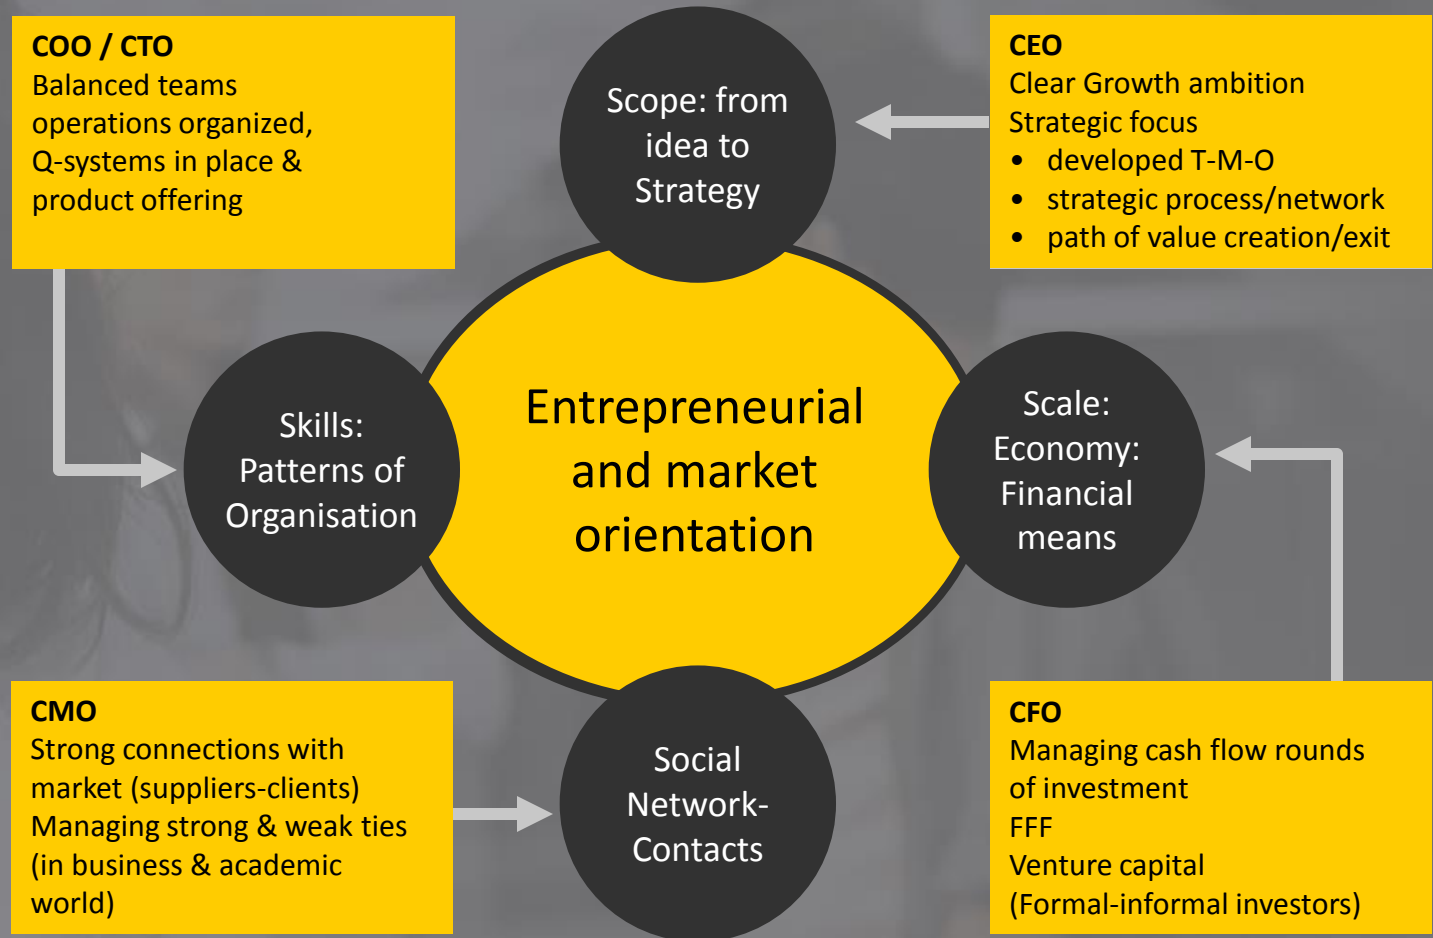 COO / CTO
Balanced teams
operations organized,
Q-systems in place &
product offering
Scope: from
idea to
Strategy
CEO
Clear Growth ambition
Strategic focus
• developed T-M-O
• strategic process/network
• path of value creation/exit
Skills:
Patterns of
Organisation
Entrepreneurial
and market
orientation
Scale:
Economy:
Financial
means
CMO
Strong connections with
market (suppliers-clients)
Managing strong & weak ties
(in business & academic
world)
Social
Network-
Contacts
CFO
Managing cash flow rounds
of investment
FFF
Venture capital
(Formal-informal investors)